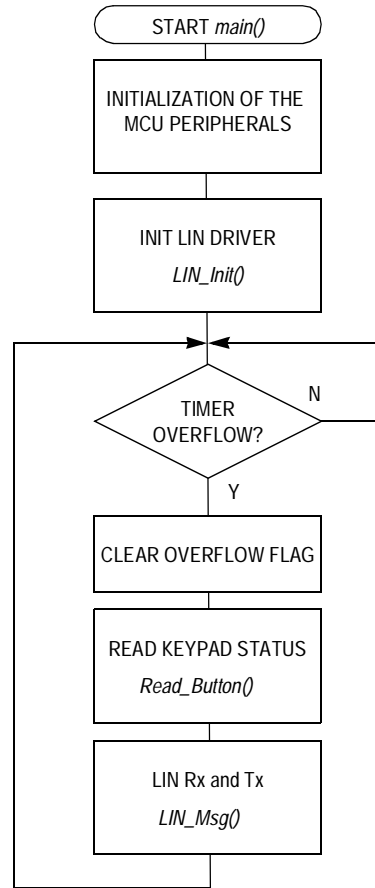 START main()
INITIALIZATION OF THE
MCU PERIPHERALS
INIT LIN DRIVER
LIN_Init()
TIMER
OVERFLOW?
N
Y
CLEAR OVERFLOW FLAG
READ KEYPAD STATUS
Read_Button()
LIN Rx and Tx
LIN_Msg()